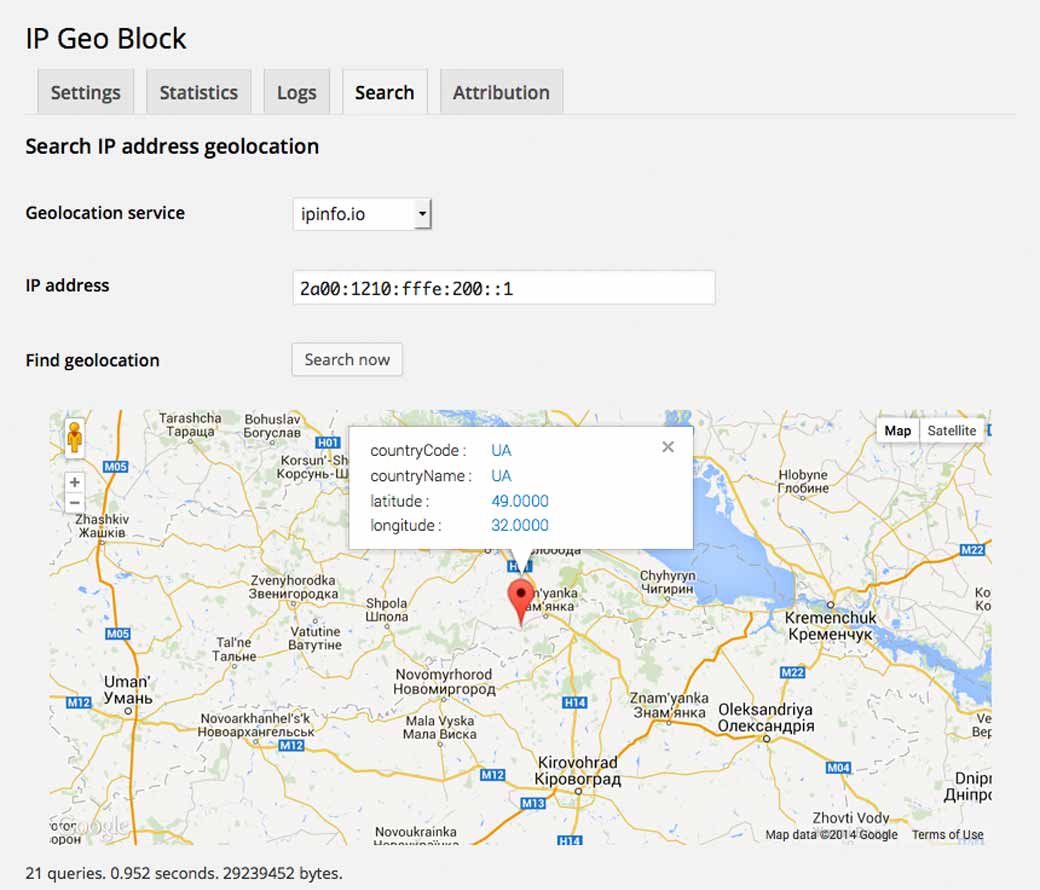 IP Geo Block
Settings
Statistics
Logs
Search
Attribution
Search IP address geolocation
Geolocation service
ipinfo.io
IP address
2a00:1210:fffe:200::1
Find geolocation
Search now
Tarashcha
Тараща
Bohuslav
Богуслав
H01
Korsun'-Sh
Корсунь-Ш
M05
countryCode : UA
countryName : UA
latitude : 49.0000
longitude : 32.0000
×
Map
Satellite
Hlobyne
Глобине
+
−
Zhashkiv
Жашків
M22
лобода
H01
Zvenyhorodka
Звенигородка
Shpola
Шпола
m'yanka
ам'янка
Chyhyryn
Чигирин
Ko
Ко
Kremenchuk
Кременчук
M05
Vatutine
Ватутіне
Tal'ne
Тальне
Uman'
Умань
M12
Novomyrhorod
Новомиргород
M22
H14
Znam'yanka
Знам'янка
Oleksandriya
Олександрія
Novoarkhanhel's'k
Новоархангельськ
M12
Mala Vyska
Мала Виска
Ve
Вер
Kirovohrad
Кіровоград
M12
M04
M13
Dnipr
Дніпрс
Google
орон
Novoukrainka
Новоукраїнка
H14
Zhovti Vody
Map data ©2014 Google
Terms of Use
21 queries. 0.952 seconds. 29239452 bytes.